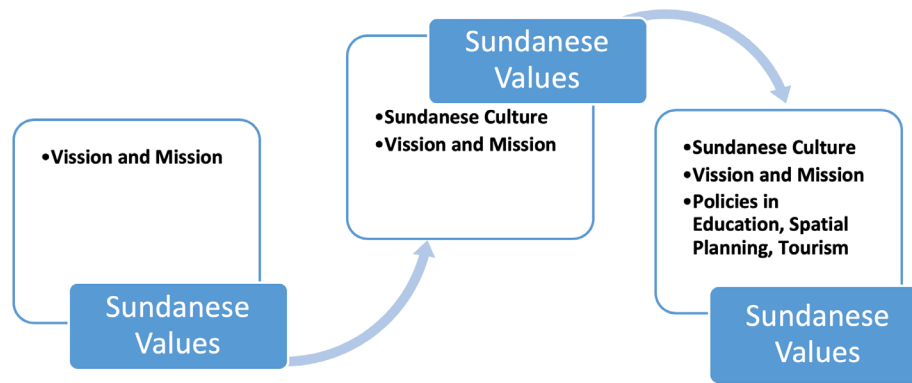 •Vission and Mission
Sundanese
Values
Sundanese
Values
•Sundanese Culture
•Vission and Mission
•Sundanese Culture
•Vission and Mission
•Policies in
Education, Spatial
Planning, Tourism
Sundanese
Values